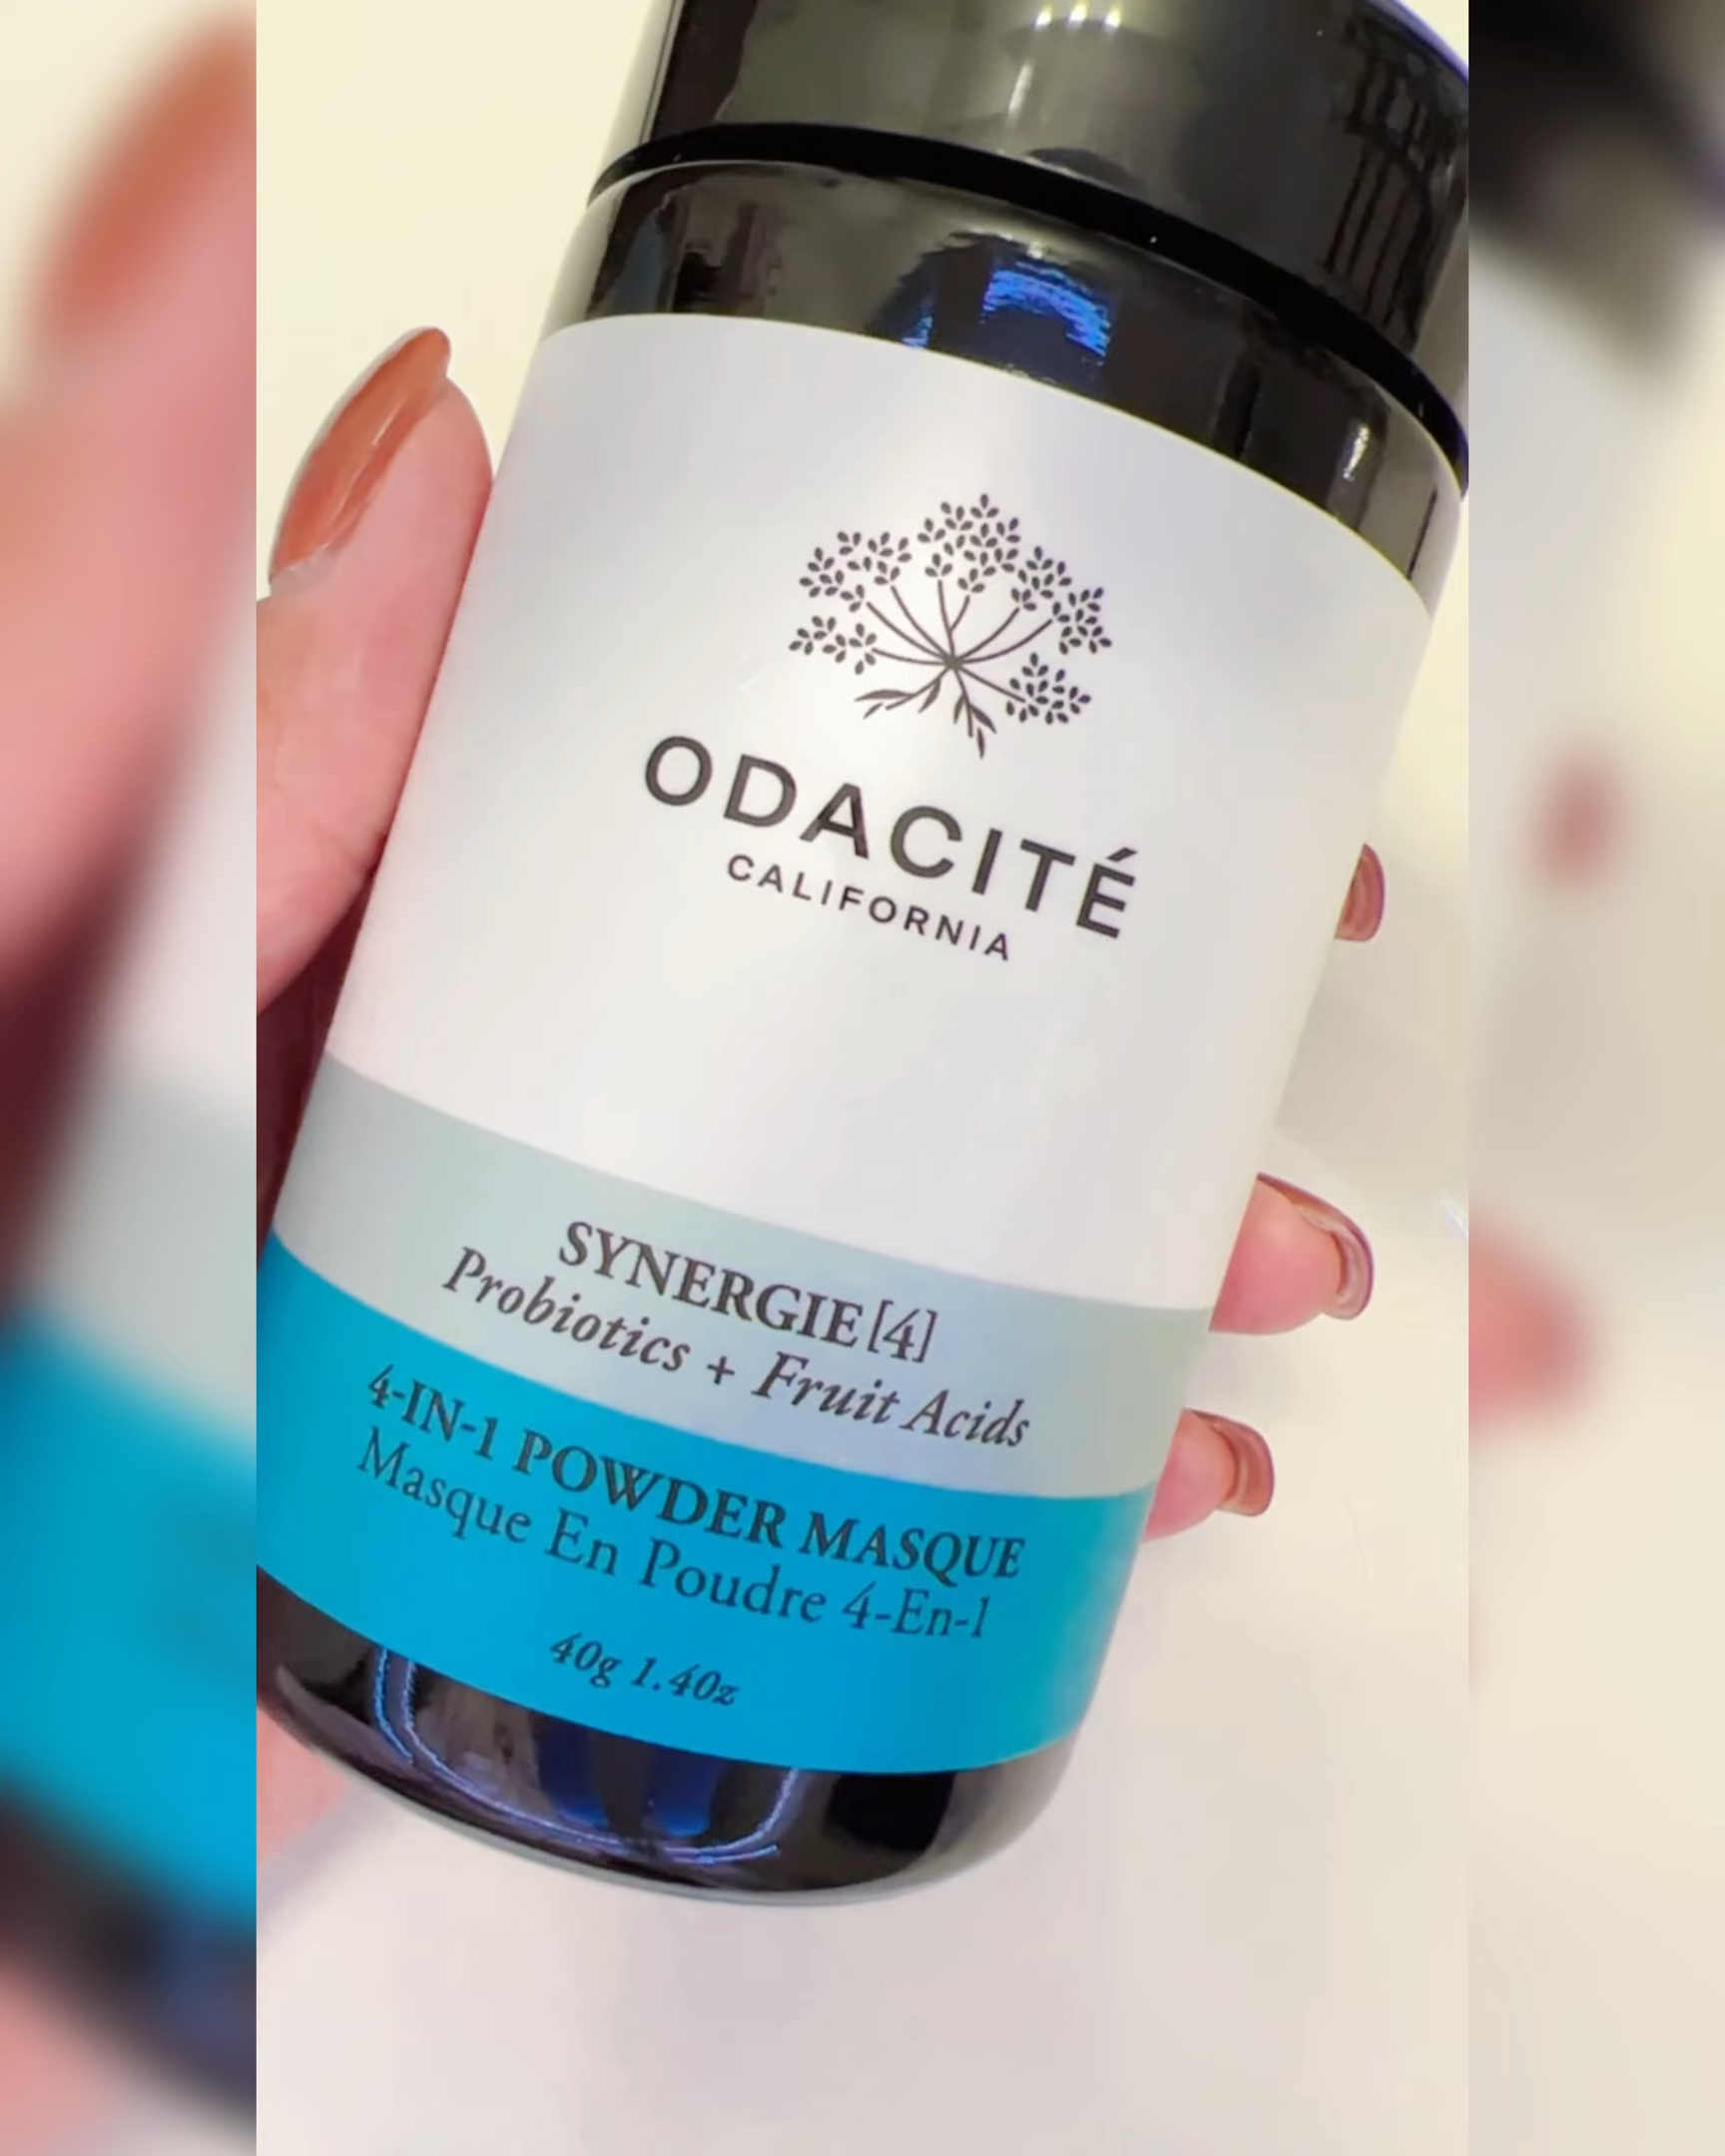 ODACITÉ
CALIFORNIA
SYNERGIE[4]
Probiotics + Fruit Acids
4-IN-1 POWDER MASQUE
Masque En Poudre 4-En-1
40g 1.40z